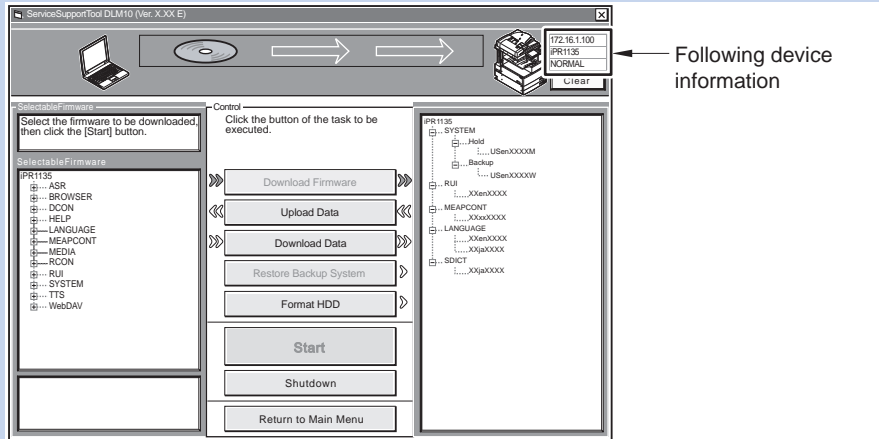 ServiceSupportTool DLM10 (Ver. X.XX E)
172.16.1.100
iPR1135
NORMAL
Clear
Following device
information
SelectableFirmware
Select the firmware to be downloaded,
then click the [Start] button.
SelectableFirmware
iPR1135
ASR
BROWSER
DCON
HELP
LANGUAGE
MEAPCONT
MEDIA
RCON
RUI
SYSTEM
TTS
WebDAV
Control
Click the button of the task to be
executed.
Download Firmware
Upload Data
Download Data
Restore Backup System
Format HDD
Start
Shutdown
Return to Main Menu
iPR1135
SYSTEM
Hold
USenXXXXM
Backup
USenXXXXW
RUI
XXenXXXX
MEAPCONT
XXxxXXXX
LANGUAGE
XXenXXXX
XXjaXXXX
SDICT
XXjaXXXX